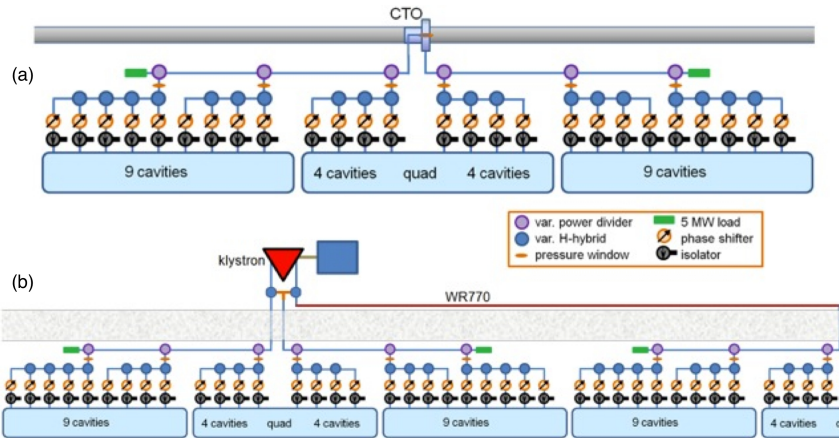 CTO
(a)
9 cavities
4 cavities quad 4 cavities
9 cavities
var. power divider
var. H-hybrid
pressure window
5 MW load
phase shifter
isolator
(b)
klystron
WR770
9 cavities
4 cavities quad 4 cavities
9 cavities
9 cavities
4 cavities